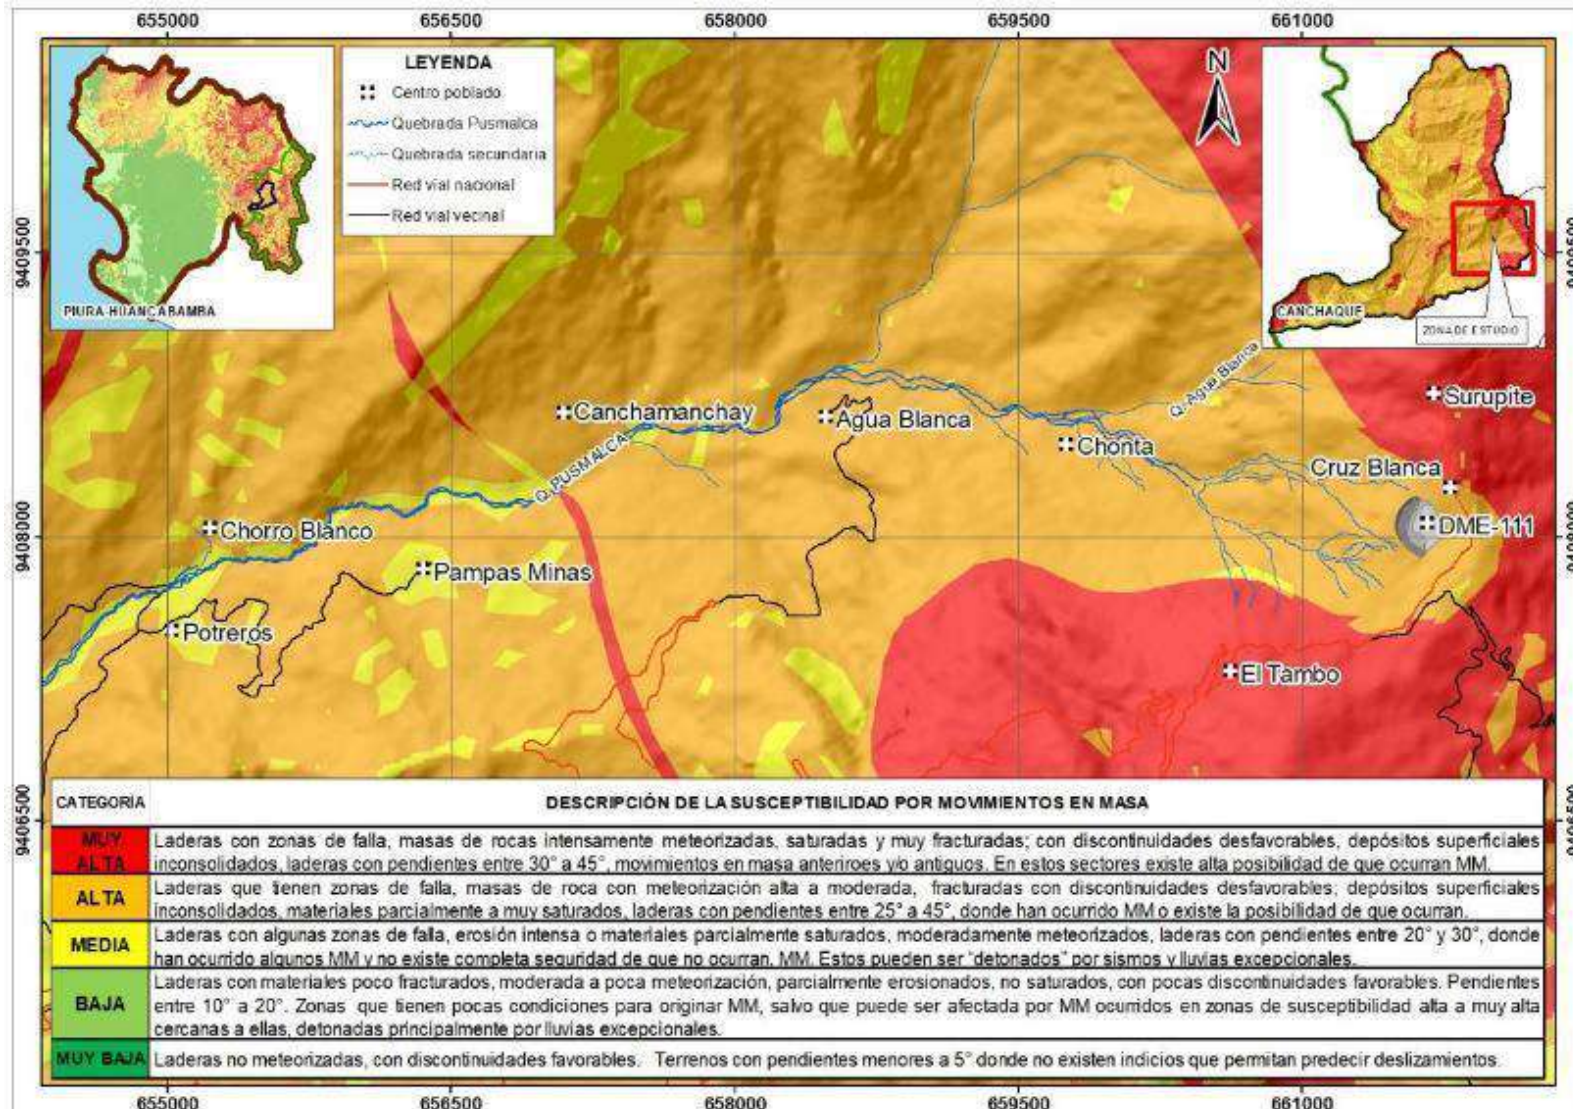 655000
656500
658000
659500
661000
LEYENDA
Centro poblado
Quebrada Pusmalca
Quebrada secundaria
Red vial nacional
Red vial vecinal
PIURA-HUANCABAMBA
N
CANCHAQUE
ZONA DE ESTUDIO
9409500
9409500
Q. Agua Blanca
Surupite
Canchamanchay
Agua Blanca
Chonta
Cruz Blanca
Q. PUSMALCA
DME-111
Chorro Blanco
9408000
9408000
Pampas Minas
Potreros
El Tambo
9406500
9406500
CATEGORÍA
DESCRIPCIÓN DE LA SUSCEPTIBILIDAD POR MOVIMIENTOS EN MASA
MUY
ALTA
Laderas con zonas de falla, masas de rocas intensamente meteorizadas, saturadas y muy fracturadas; con discontinuidades desfavorables, depósitos superficiales
inconsolidados, laderas con pendientes entre 30° a 45°, movimientos en masa anteriroes y/o antiguos. En estos sectores existe alta posibilidad de que ocurran MM.
ALTA
Laderas que tienen zonas de falla, masas de roca con meteorización alta a moderada, fracturadas con discontinuidades desfavorables; depósitos superficiales
inconsolidados, materiales parcialmente a muy saturados, laderas con pendientes entre 25° a 45°, donde han ocurrido MM o existe la posibilidad de que ocurran.
MEDIA
Laderas con algunas zonas de falla, erosión intensa o materiales parcialmente saturados, moderadamente meteorizados, laderas con pendientes entre 20° y 30°, donde
han ocurrido algunos MM y no existe completa seguridad de que no ocurran, MM. Estos pueden ser "detonados" por sismos y lluvias excepcionales.
BAJA
Laderas con materiales poco fracturados, moderada a poca meteorización, parcialmente erosionados, no saturados, con pocas discontinuidades favorables. Pendientes
entre 10° a 20°. Zonas que tienen pocas condiciones para originar MM, salvo que puede ser afectada por MM ocurridos en zonas de susceptibilidad alta a muy alta
cercanas a ellas, detonadas principalmente por lluvias excepcionales.
MUY BAJA
Laderas no meteorizadas, con discontinuidades favorables. Terrenos con pendientes menores a 5° donde no existen indicios que permitan predecir deslizamientos.
655000
656500
658000
659500
661000